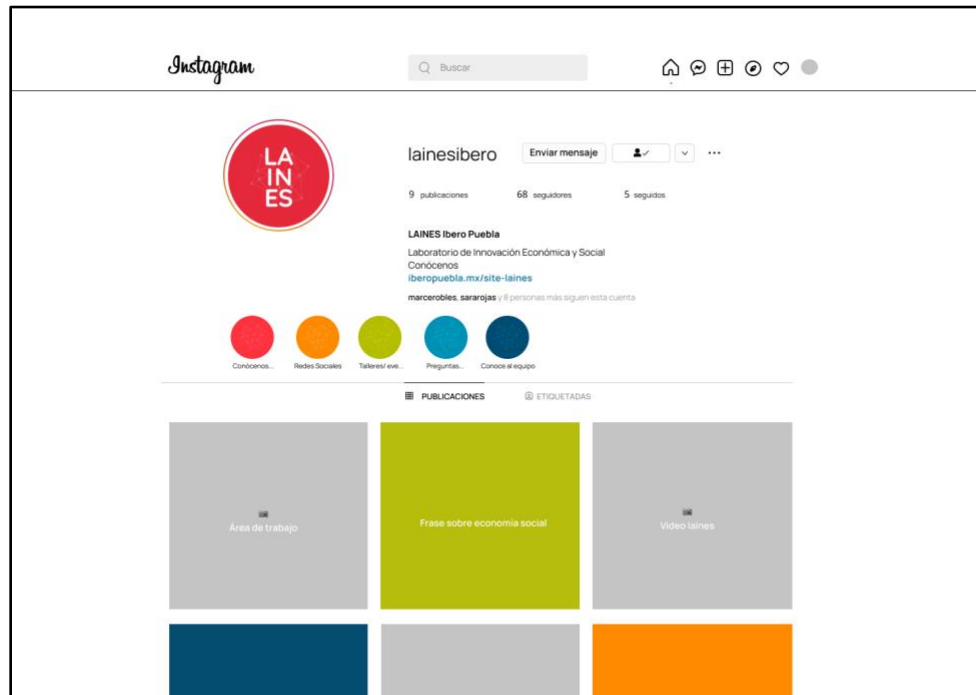 Instagram
Buscar
LA
IN
ES
lainesibero
Enviar mensaje
9 publicaciones 68 seguidores 5 seguidos
LAINES Ibero Puebla
Laboratorio de Innovación Económica y Social
Conócenos
iberopuebla.mx/site-laines
marcerobles, sararojas y 8 personas más siguen esta cuenta
Conócenos... Redes Sociales Talleres/ eve... Preguntas... Conoce al equipo
PUBLICACIONES ETIQUETADAS
Área de trabajo
Frase sobre economía social
Video laines